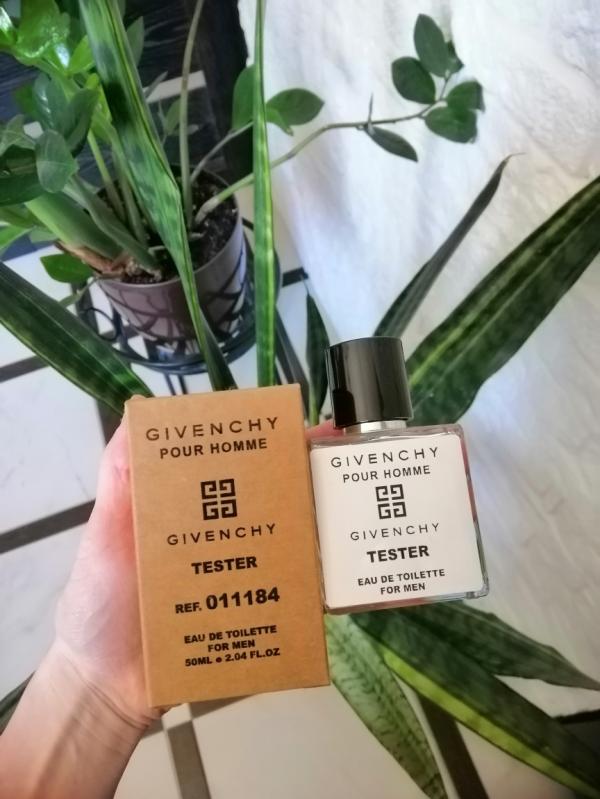 GIVENCHY
POUR HOMME
GIVENCHY
TESTER
REF. 011184
EAU DE TOILETTE
FOR MEN
50ML ● 2.04 FL.OZ
GIVENCHY
POUR HOMME
GIVENCHY
TESTER
EAU DE TOILETTE
FOR MEN